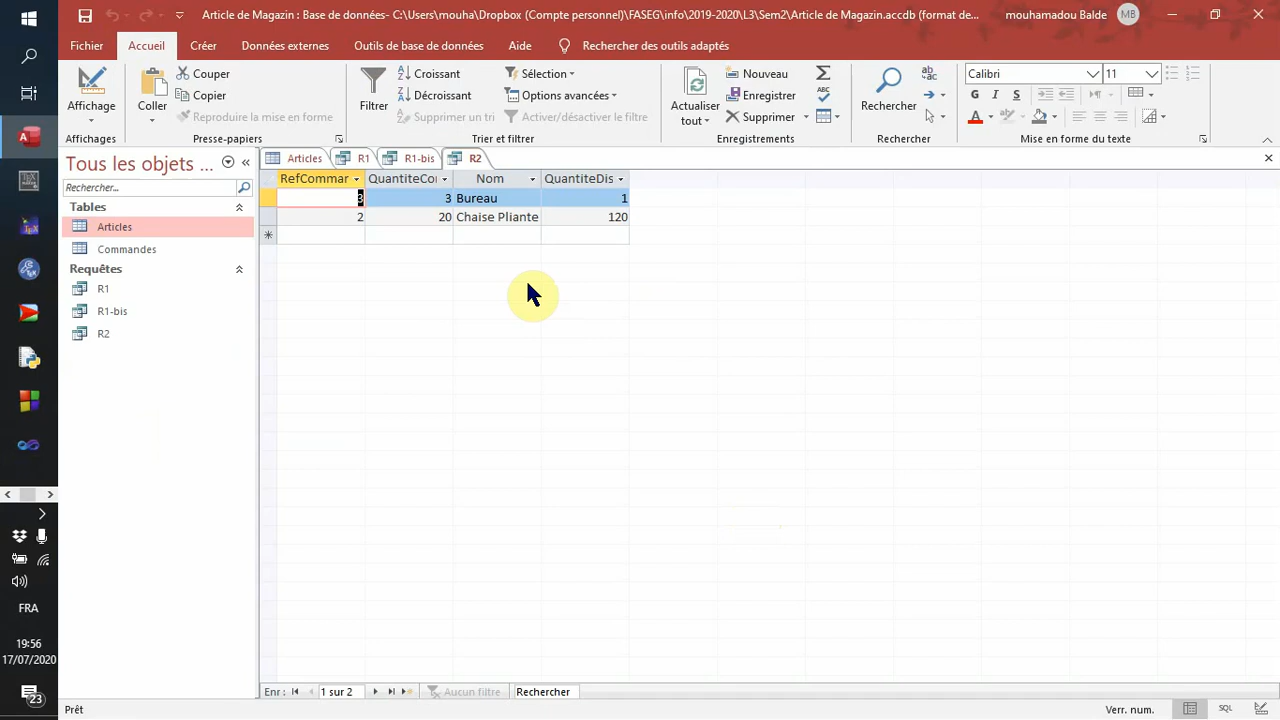 Article de Magazin : Base de données- C:\Users\mouha\Dropbox (Compte personnel)\FASEG\info\2019-2020\L3\Sem2\Article de Magazin.accdb (format de...
mouhamadou Balde
MB
Fichier
Accueil
Créer
Données externes
Outils de base de données
Aide
Rechercher des outils adaptés
Affichage
Affichages
Coller
Couper
Copier
Reproduire la mise en forme
Presse-papiers
Filtrer
Croissant
Décroissant
Supprimer un tri
Sélection
Options avancées
Activer/désactiver le filtre
Trier et filtrer
Actualiser
tout
Nouveau
Enregistrer
Supprimer
Enregistrements
Rechercher
Rechercher
Calibri
11
G I S
Mise en forme du texte
Tous les objets ...
Rechercher...
Tables
Articles
Commandes
Requêtes
R1
R1-bis
R2
Articles
R1
R1-bis
R2
RefCommar QuantiteCoı Nom QuantiteDis
3 3 Bureau 1
2 20 Chaise Pliante 120
Enr : 1 sur 2 Aucun filtre Rechercher
Prêt
Verr. num.
SQL
FRA
19:56
17/07/2020
23